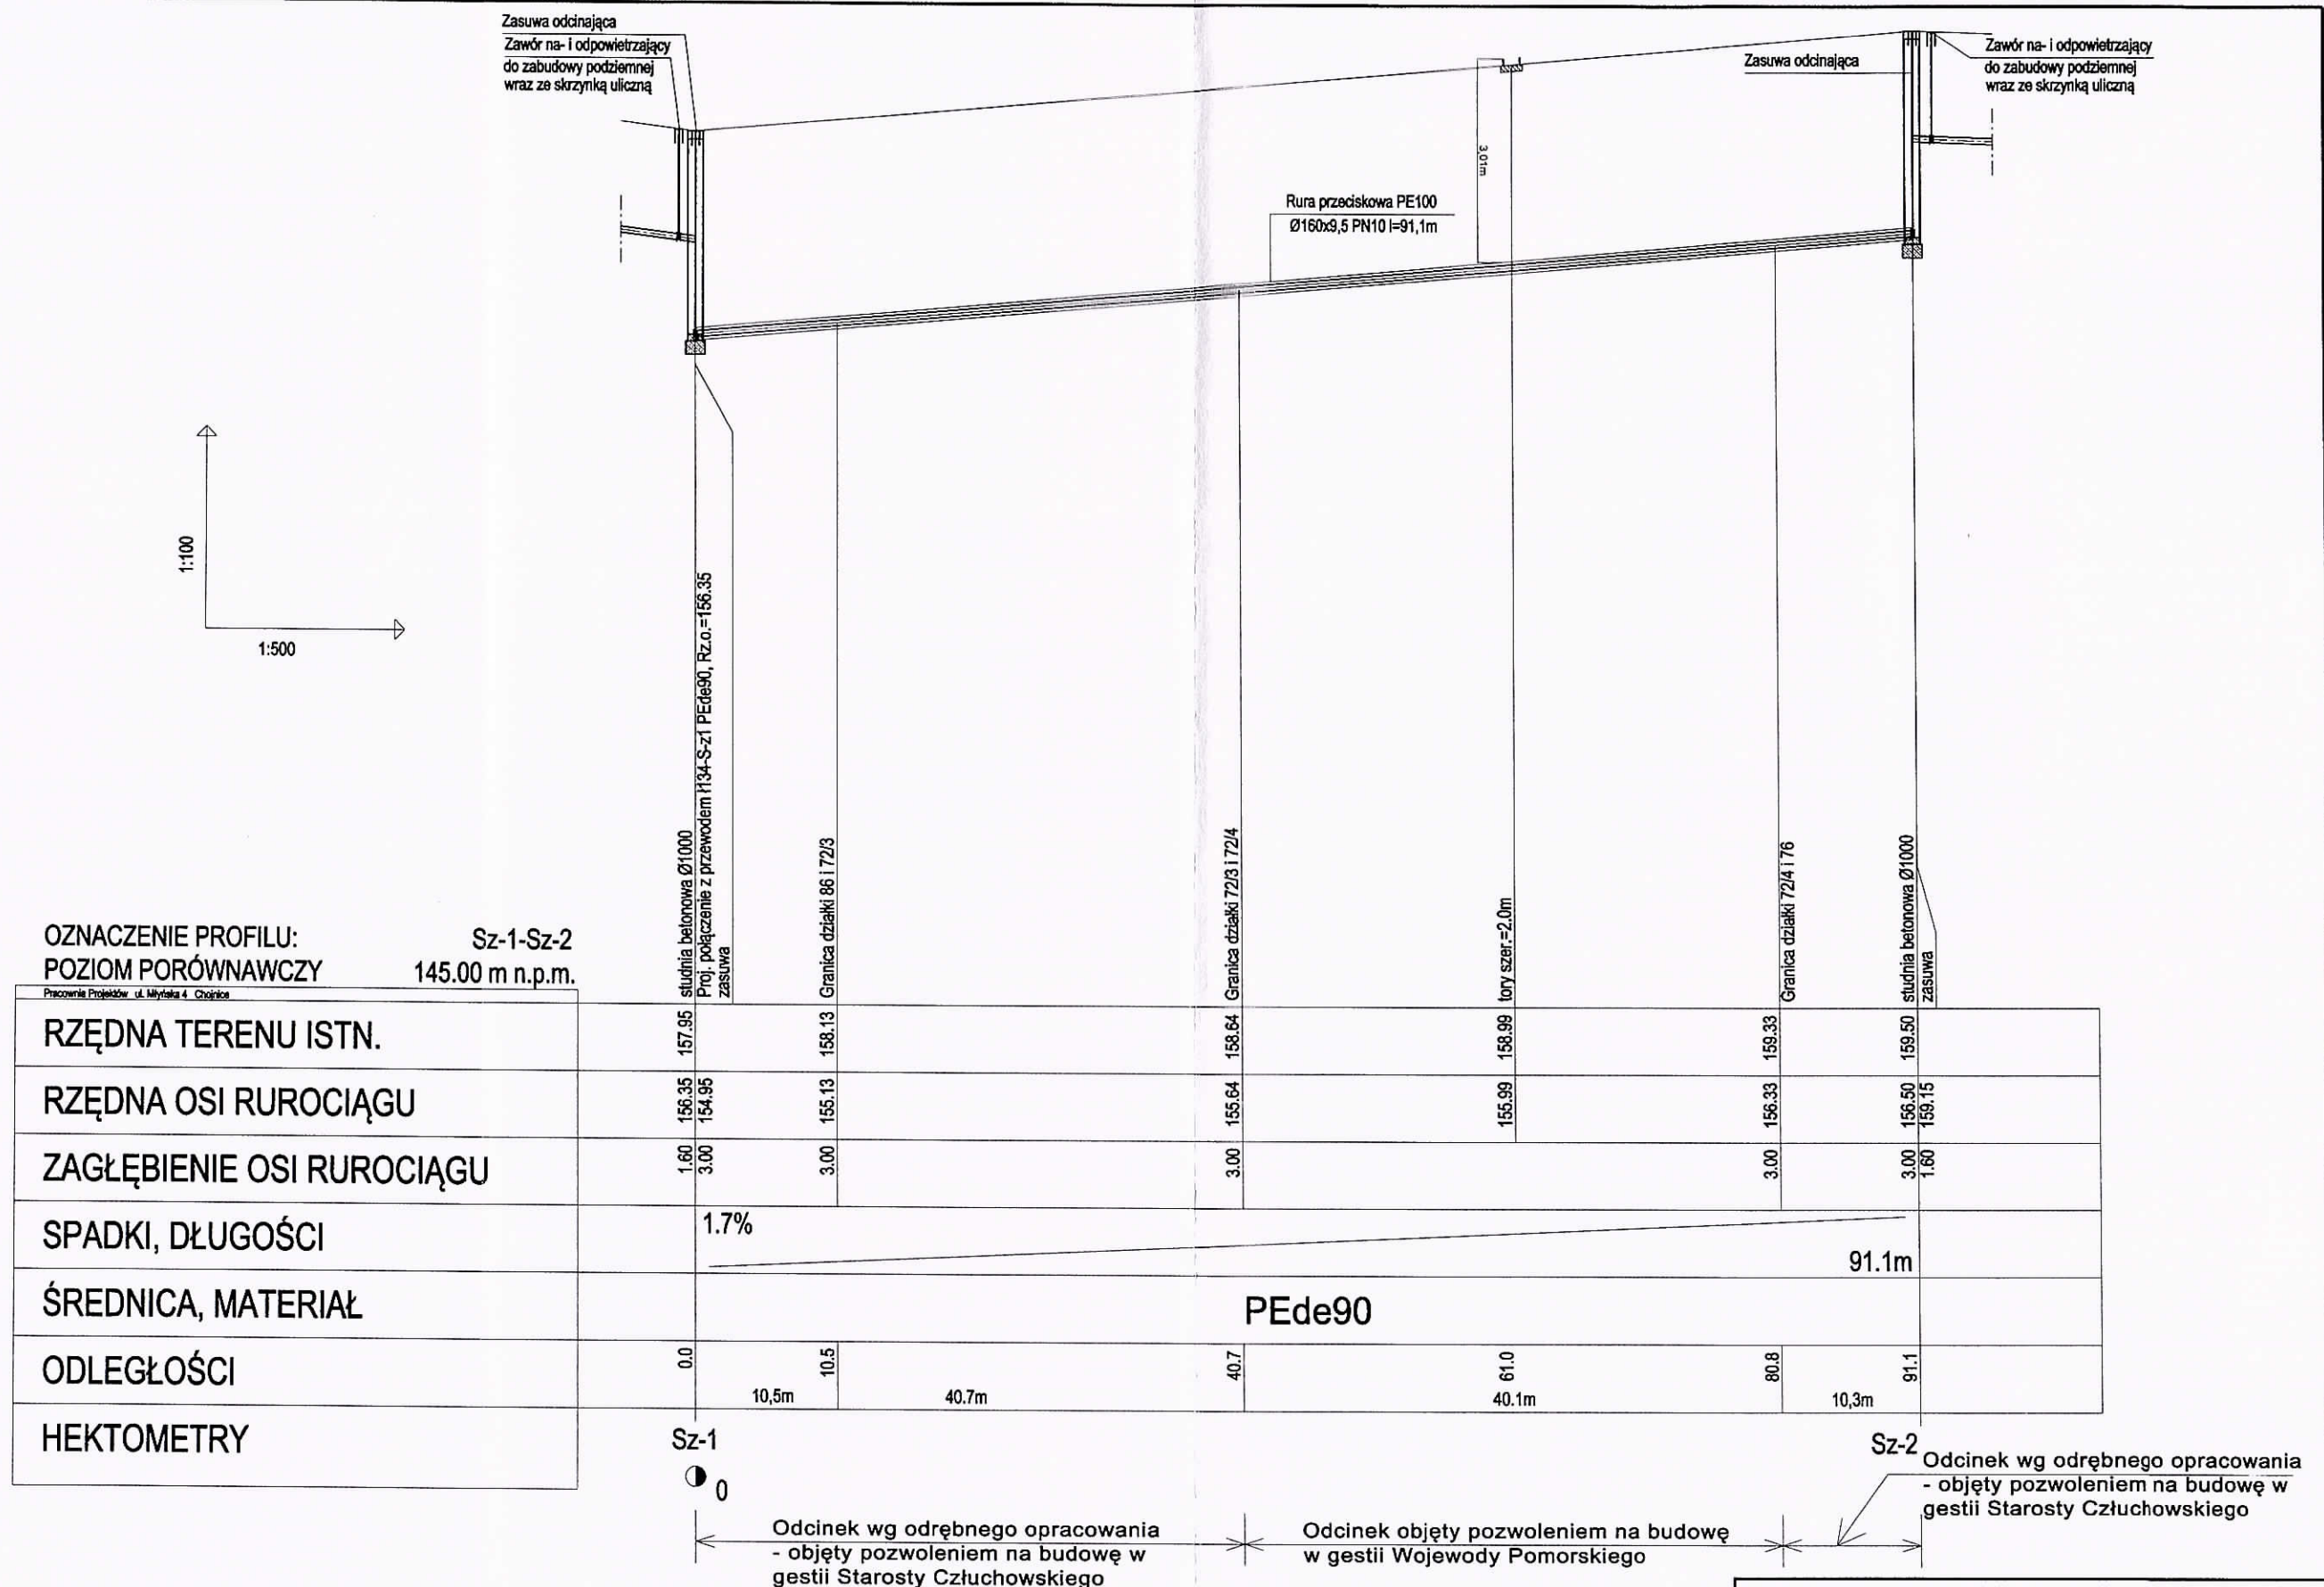 Zasuwa odcinająca
Zawór na- i odpowietrzający
do zabudowy podziemnej
wraz ze skrzynką uliczną
Zasuwa odcinająca
Zawór na- i odpowietrzający
do zabudowy podziemnej
wraz ze skrzynką uliczną
3,01m
Rura przeciskowa PE100
Ø160x9,5 PN10 l=91,1m
1:100
1:500
studnia betonowa Ø1000
Proj. połączenie z przewodem H134-S-z1 PEde90, Rz.o.=156.35
zasuwa
Granica działki 86 i 72/3
Granica działki 72/3 i 72/4
tory szer.=2,0m
Granica działki 72/4 i 76
studnia betonowa Ø1000
zasuwa
OZNACZENIE PROFILU: Sz-1-Sz-2
POZIOM PORÓWNAWCZY 145.00 m n.p.m.
Pracownia Projektów ul. Młyńska 4 Chojnice
RZĘDNA TERENU ISTN. 157.95 158.13 158.64 158.99 159.33 159.50
RZĘDNA OSI RUROCIĄGU 156.35 154.95 155.13 155.64 155.99 156.33 156.50 159.15
ZAGŁĘBIENIE OSI RUROCIĄGU 1.60 3.00 3.00 3.00 3.00 3.00 1.60
SPADKI, DŁUGOŚCI 1.7% 91.1m
ŚREDNICA, MATERIAŁ PEde90
ODLEGŁOŚCI 0.0 10.5 40.7 61.0 80.8 91.1
10,5m 40.7m 40.1m 10,3m
HEKTOMETRY
Sz-1
0
Sz-2
Odcinek wg odrębnego opracowania
- objęty pozwoleniem na budowę w
gestii Starosty Człuchowskiego
Odcinek objęty pozwoleniem na budowę
w gestii Wojewody Pomorskiego
Odcinek wg odrębnego opracowania
- objęty pozwoleniem na budowę w
gestii Starosty Człuchowskiego